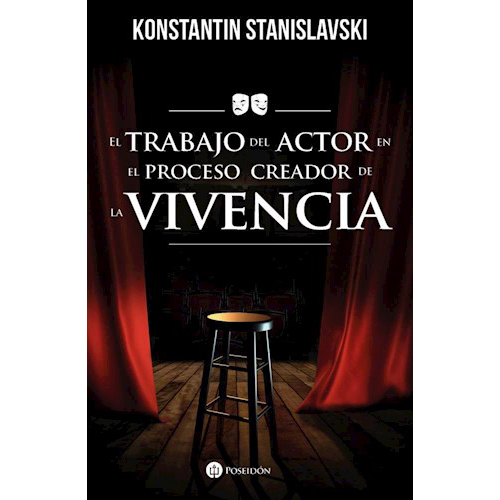 KONSTANTIN STANISLAVSKI
EL TRABAJO DEL ACTOR EN
EL PROCESO CREADOR DE
LA VIVENCIA
POSEIDÓN